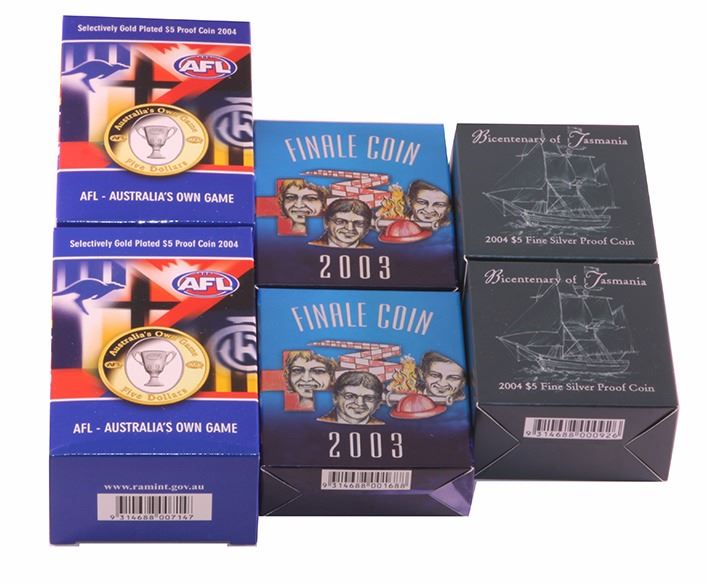 Selectively Gold Plated $5 Proof Coin 2004
AFL
Australia's Own Game
AFL
Five Dollars
AFL - AUSTRALIA'S OWN GAME
Selectively Gold Plated $5 Proof Coin 2004
AFL
Australia's Own Game
Five Dollars
AFL - AUSTRALIA'S OWN GAME
www.ramint.gov.au
9 314688 007147
FINALE COIN
2003
FINALE COIN
2003
9 314688 001688
Bicentenary of Tasmania
2004 $5 Fine Silver Proof Coin
Bicentenary of Tasmania
2004 $5 Fine Silver Proof Coin
9 314688 000926